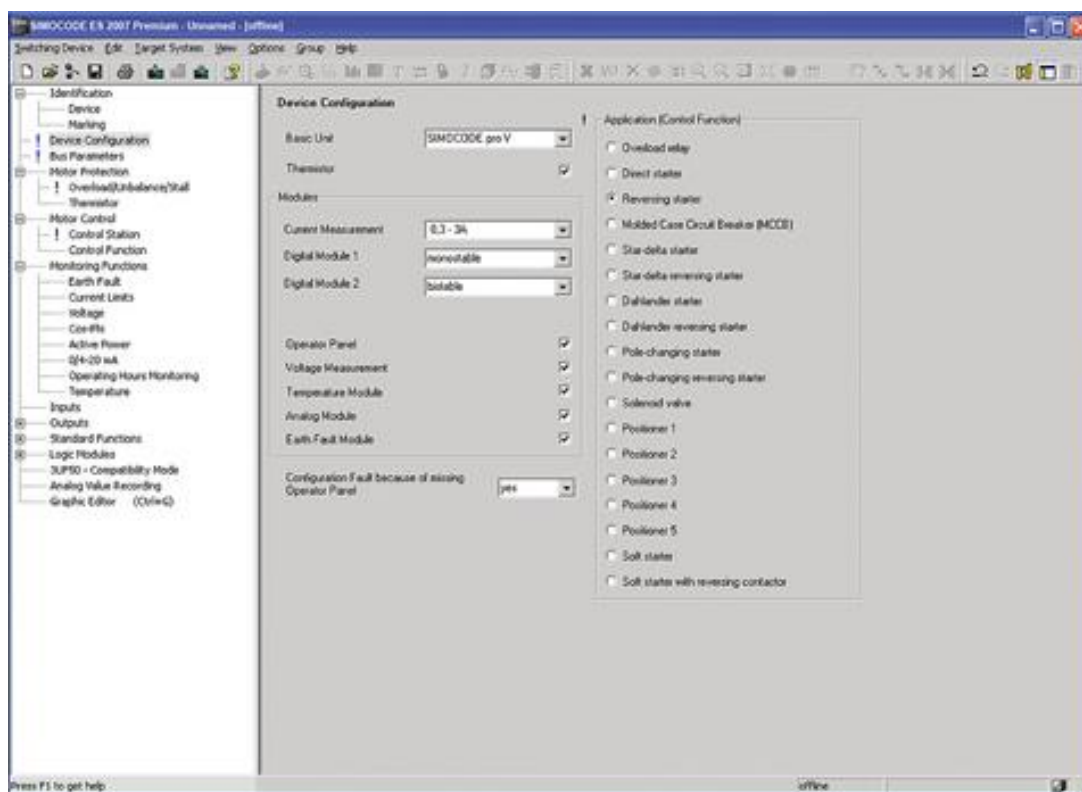 SIMOCODE ES 2007 Premium - Unnamed - [offline]
Switching Device Edit Target System View Options Group Help
Identification
Device
Marking
Device Configuration
Bus Parameters
Motor Protection
Overload/Unbalance/Stall
Thermistor
Motor Control
Control Station
Control Function
Monitoring Functions
Earth Fault
Current Limits
Voltage
Cos-Phi
Active Power
0/4-20 mA
Operating Hours Monitoring
Temperature
Inputs
Outputs
Standard Functions
Logic Modules
3UF50 - Compatibility Mode
Analog Value Recording
Graphic Editor (Ctrl+G)
Device Configuration
Basic Unit SIMOCODE pro V
Thermistor
Modules
Current Measurement 0,3 - 3A
Digital Module 1 monostable
Digital Module 2 bistable
Operator Panel
Voltage Measurement
Temperature Module
Analog Module
Earth Fault Module
Configuration Fault because of missing
Operator Panel yes
! Application (Control Function)
Overload relay
Direct starter
Reversing starter
Molded Case Circuit Breaker (MCCB)
Star-delta starter
Star-delta reversing starter
Dahlander starter
Dahlander reversing starter
Pole-changing starter
Pole-changing reversing starter
Solenoid valve
Positioner 1
Positioner 2
Positioner 3
Positioner 4
Positioner 5
Soft starter
Soft starter with reversing contactor
Press F1 to get help offline